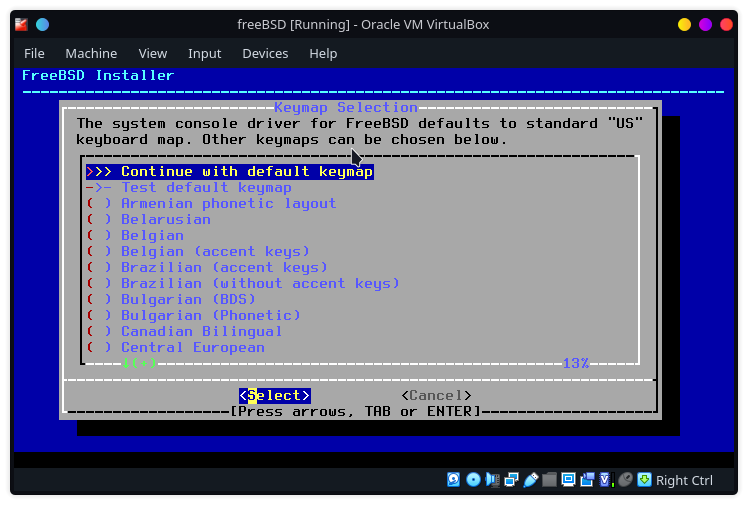 freeBSD [Running] - Oracle VM VirtualBox
File Machine View Input Devices Help
FreeBSD Installer
Keymap Selection
The system console driver for FreeBSD defaults to standard "US"
keyboard map. Other keymaps can be chosen below.
>>> Continue with default keymap
->- Test default keymap
( ) Armenian phonetic layout
( ) Belarusian
( ) Belgian
( ) Belgian (accent keys)
( ) Brazilian (accent keys)
( ) Brazilian (without accent keys)
( ) Bulgarian (BDS)
( ) Bulgarian (Phonetic)
( ) Canadian Bilingual
( ) Central European
↓(+) 13%
<Select> <Cancel>
[Press arrows, TAB or ENTER]
Right Ctrl